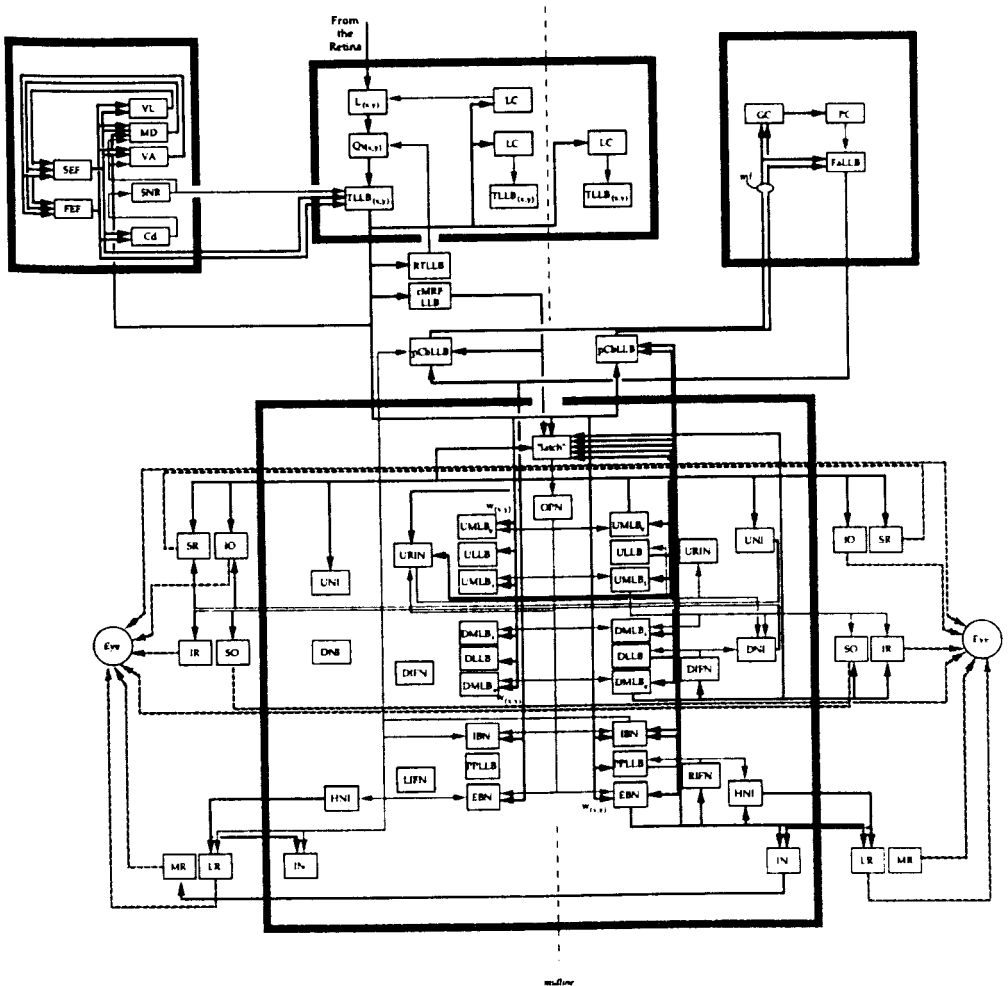 From
the
Retina
L(x,y)
LC
Qv(x,y)
LC
LC
TLLB(x,y)
TLLB(x,y)
TLLB(x,y)
VL
MD
VA
SEF
SNR
FEF
Cd
GC
PC
FaLLB
mf
RTLLB
cMRF
LLB
pCbLLB
pCbLLB
"latch"
OPN
w(x,y)
SR
IO
UNI
URIN
UMLB
ULLB
UMLB
UMLB
ULLB
UMLB
URIN
UNI
IO
SR
Eye
IR
SO
DNI
DIFN
DMLB
DLLB
DMLB
w(x,y)
DMLB
DLLB
DMLB
DIFN
DNI
SO
IR
Eye
IBN
PPLLB
EBN
LIFN
HNI
IBN
PPLLB
EBN
w(x,y)
RIFN
HNI
MR
LR
IN
IN
LR
MR
midline